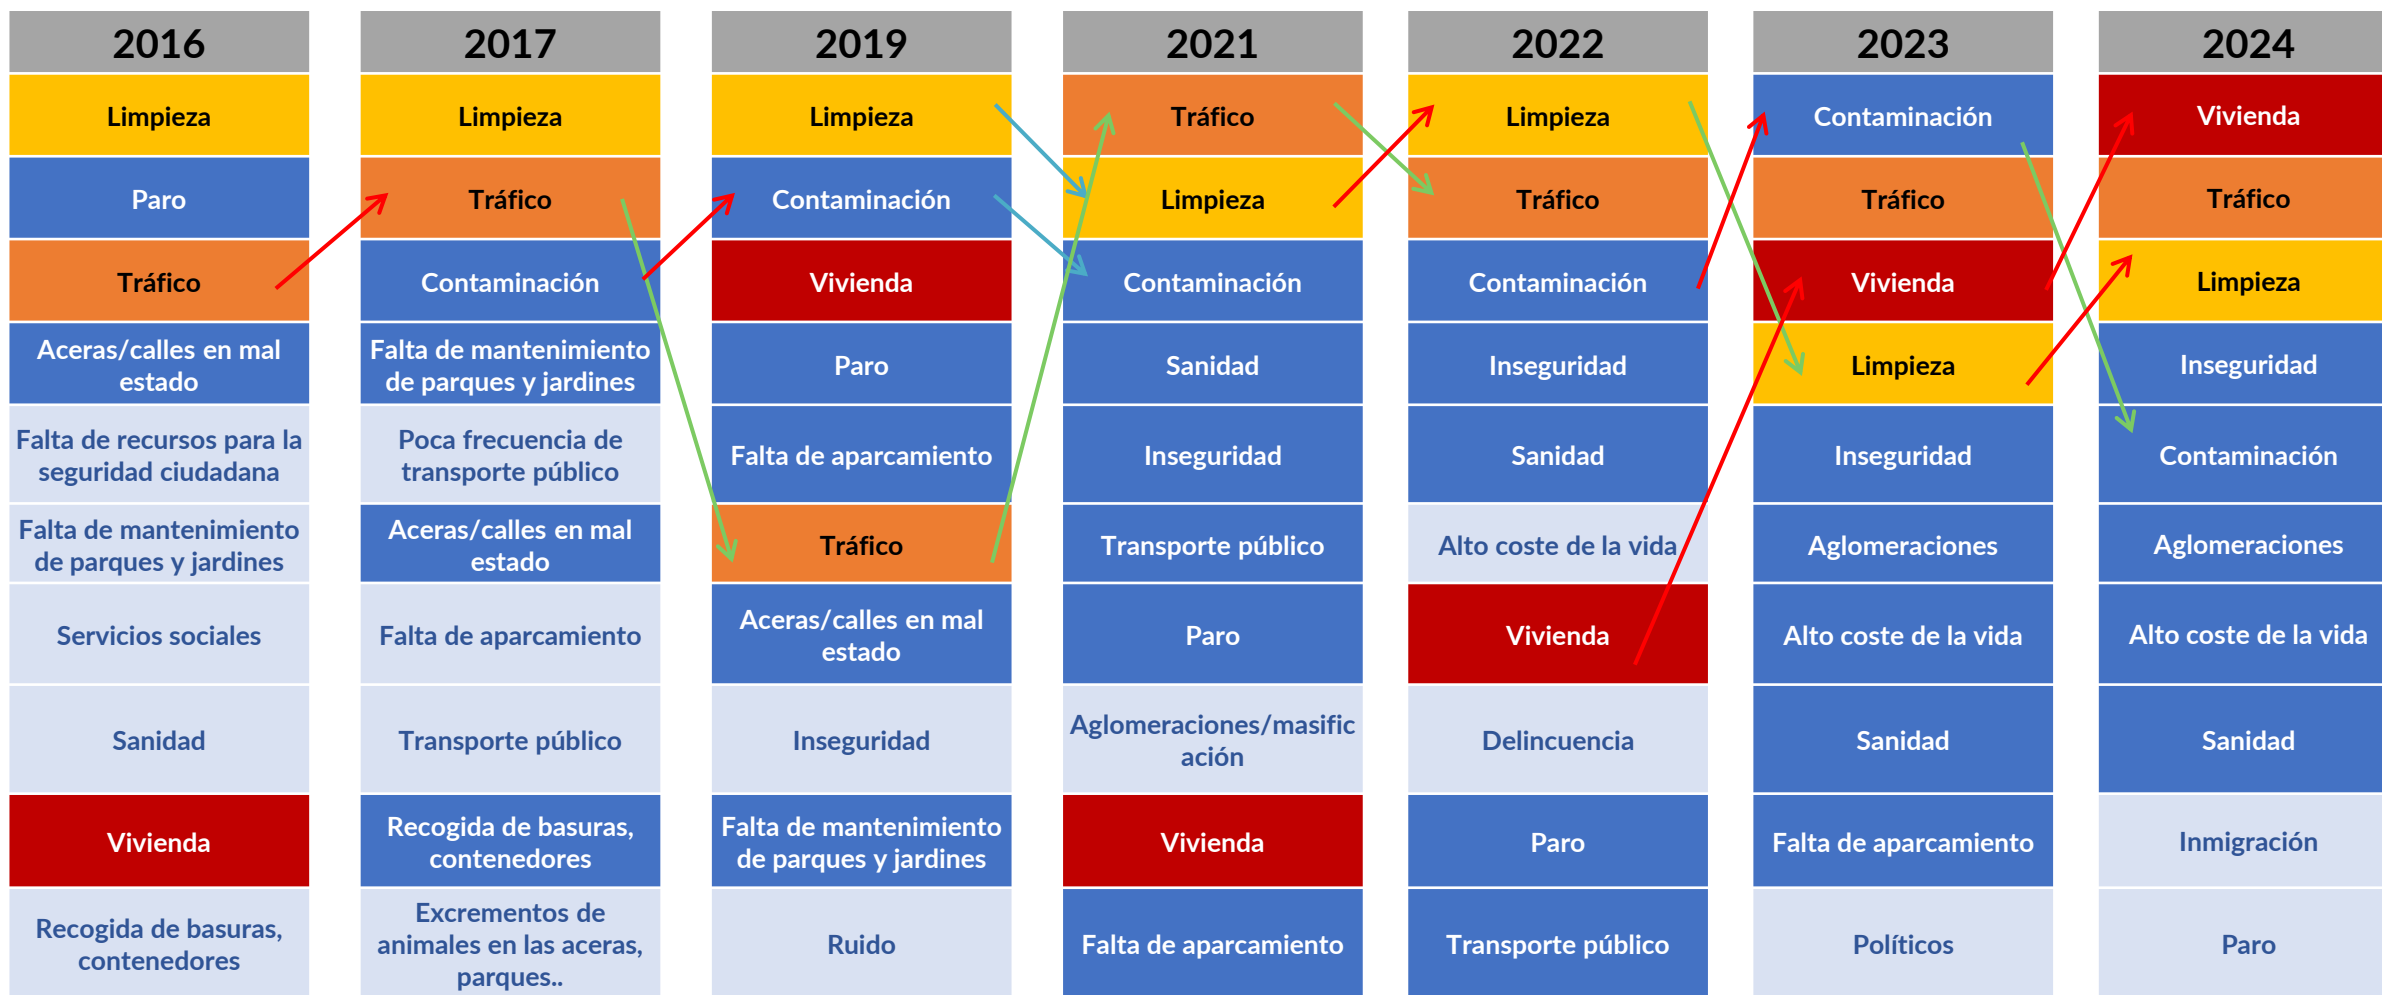 2016
Limpieza
Paro
Tráfico
Aceras/calles en mal
estado
Falta de recursos para la
seguridad ciudadana
Falta de mantenimiento
de parques y jardines
Servicios sociales
Sanidad
Vivienda
Recogida de basuras,
contenedores
2017
Limpieza
Tráfico
Contaminación
Falta de mantenimiento
de parques y jardines
Poca frecuencia de
transporte público
Aceras/calles en mal
estado
Falta de aparcamiento
Transporte público
Recogida de basuras,
contenedores
Excrementos de
animales en las aceras,
parques..
2019
Limpieza
Contaminación
Vivienda
Paro
Falta de aparcamiento
Tráfico
Aceras/calles en mal
estado
Inseguridad
Falta de mantenimiento
de parques y jardines
Ruido
2021
Tráfico
Limpieza
Contaminación
Sanidad
Inseguridad
Transporte público
Paro
Aglomeraciones/masific
ación
Vivienda
Falta de aparcamiento
2022
Limpieza
Tráfico
Contaminación
Inseguridad
Sanidad
Alto coste de la vida
Vivienda
Delincuencia
Paro
Transporte público
2023
Contaminación
Tráfico
Vivienda
Limpieza
Inseguridad
Aglomeraciones
Alto coste de la vida
Sanidad
Falta de aparcamiento
Políticos
2024
Vivienda
Tráfico
Limpieza
Inseguridad
Contaminación
Aglomeraciones
Alto coste de la vida
Sanidad
Inmigración
Paro